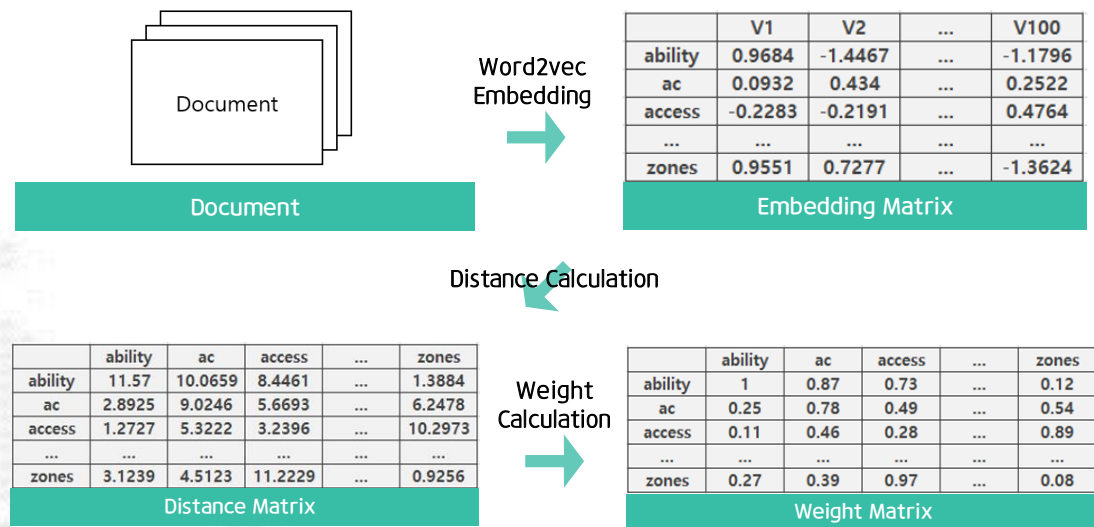 Document
Document
Word2vec
Embedding
V1 V2 ... V100
ability 0.9684 -1.4467 ... -1.1796
ac 0.0932 0.434 ... 0.2522
access -0.2283 -0.2191 ... 0.4764
... ... ... ... ...
zones 0.9551 0.7277 ... -1.3624
Embedding Matrix
Distance Calculation
ability ac access ... zones
ability 11.57 10.0659 8.4461 ... 1.3884
ac 2.8925 9.0246 5.6693 ... 6.2478
access 1.2727 5.3222 3.2396 ... 10.2973
... ... ... ... ... ...
zones 3.1239 4.5123 11.2229 ... 0.9256
Distance Matrix
Weight
Calculation
ability ac access ... zones
ability 1 0.87 0.73 ... 0.12
ac 0.25 0.78 0.49 ... 0.54
access 0.11 0.46 0.28 ... 0.89
... ... ... ... ... ...
zones 0.27 0.39 0.97 ... 0.08
Weight Matrix